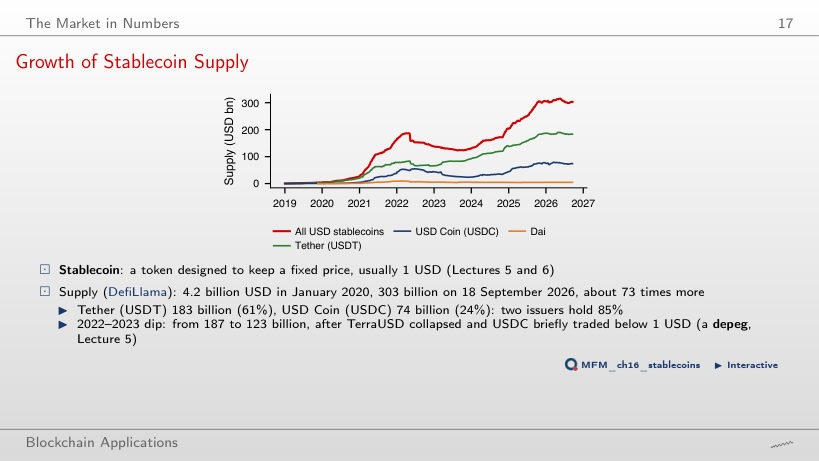 The Market in Numbers 17
Growth of Stablecoin Supply
Supply (USD bn)
300
200
100
0
2019 2020 2021 2022 2023 2024 2025 2026 2027
All USD stablecoins USD Coin (USDC) Dai
Tether (USDT)
Stablecoin: a token designed to keep a fixed price, usually 1 USD (Lectures 5 and 6)
Supply (DefiLlama): 4.2 billion USD in January 2020, 303 billion on 18 September 2026, about 73 times more
▶ Tether (USDT) 183 billion (61%), USD Coin (USDC) 74 billion (24%): two issuers hold 85%
▶ 2022–2023 dip: from 187 to 123 billion, after TerraUSD collapsed and USDC briefly traded below 1 USD (a depeg,
Lecture 5)
MFM_ch16_stablecoins ▶ Interactive
Blockchain Applications